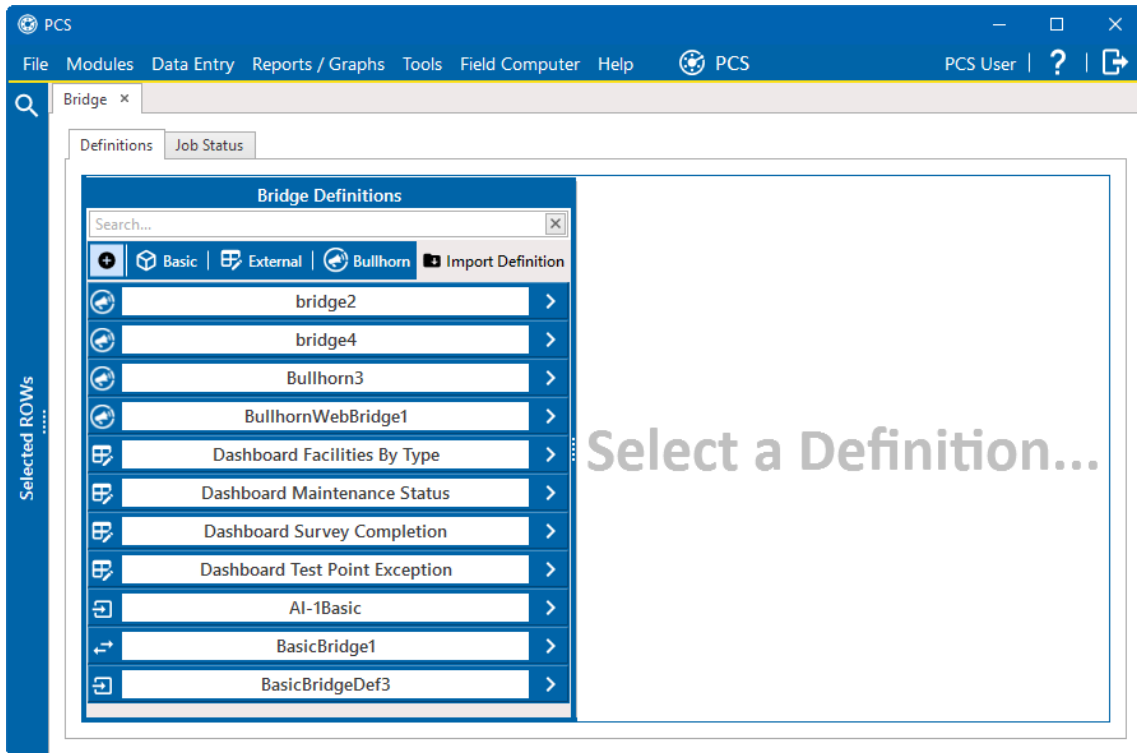 PCS
File Modules Data Entry Reports / Graphs Tools Field Computer Help PCS PCS User | ? |
Bridge ×
Definitions Job Status
Selected ROWs
Bridge Definitions
Search...
Basic | External | Bullhorn Import Definition
bridge2
bridge4
Bullhorn3
BullhornWebBridge1
Dashboard Facilities By Type
Dashboard Maintenance Status
Dashboard Survey Completion
Dashboard Test Point Exception
AI-1Basic
BasicBridge1
BasicBridgeDef3
Select a Definition...